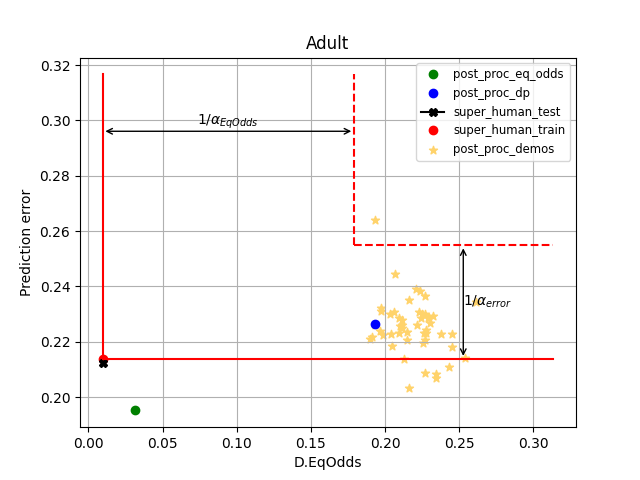 Adult
0.32
0.30
0.28
0.26
0.24
0.22
0.20
Prediction error
1/α_EqOdds
1/α_error
post_proc_eq_odds
post_proc_dp
super_human_test
super_human_train
post_proc_demos
0.00 0.05 0.10 0.15 0.20 0.25 0.30
D.EqOdds